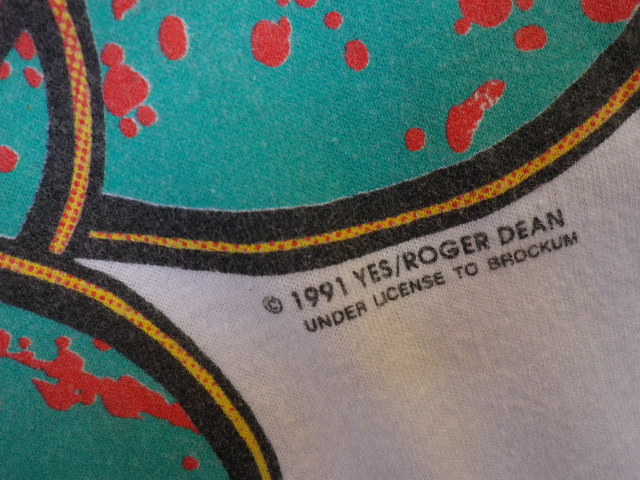 © 1991 YES/ROGER DEAN
UNDER LICENSE TO BROCKUM